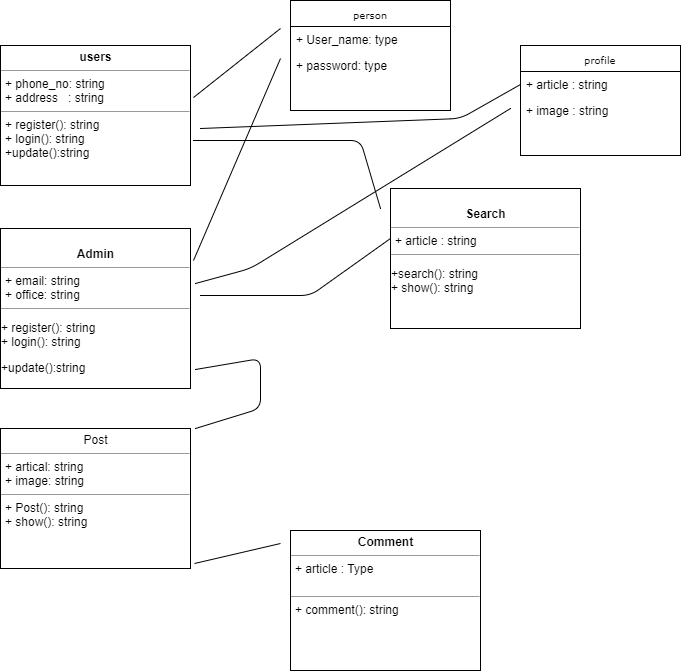 person
+ User_name: type
+ password: type
users
+ phone_no: string
+ address : string
+ register(): string
+ login(): string
+update():string
profile
+ article : string
+ image : string
Search
+ article : string
+search(): string
+ show(): string
Admin
+ email: string
+ office: string
+ register(): string
+ login(): string
+update():string
Post
+ artical: string
+ image: string
+ Post(): string
+ show(): string
Comment
+ article : Type
+ comment(): string